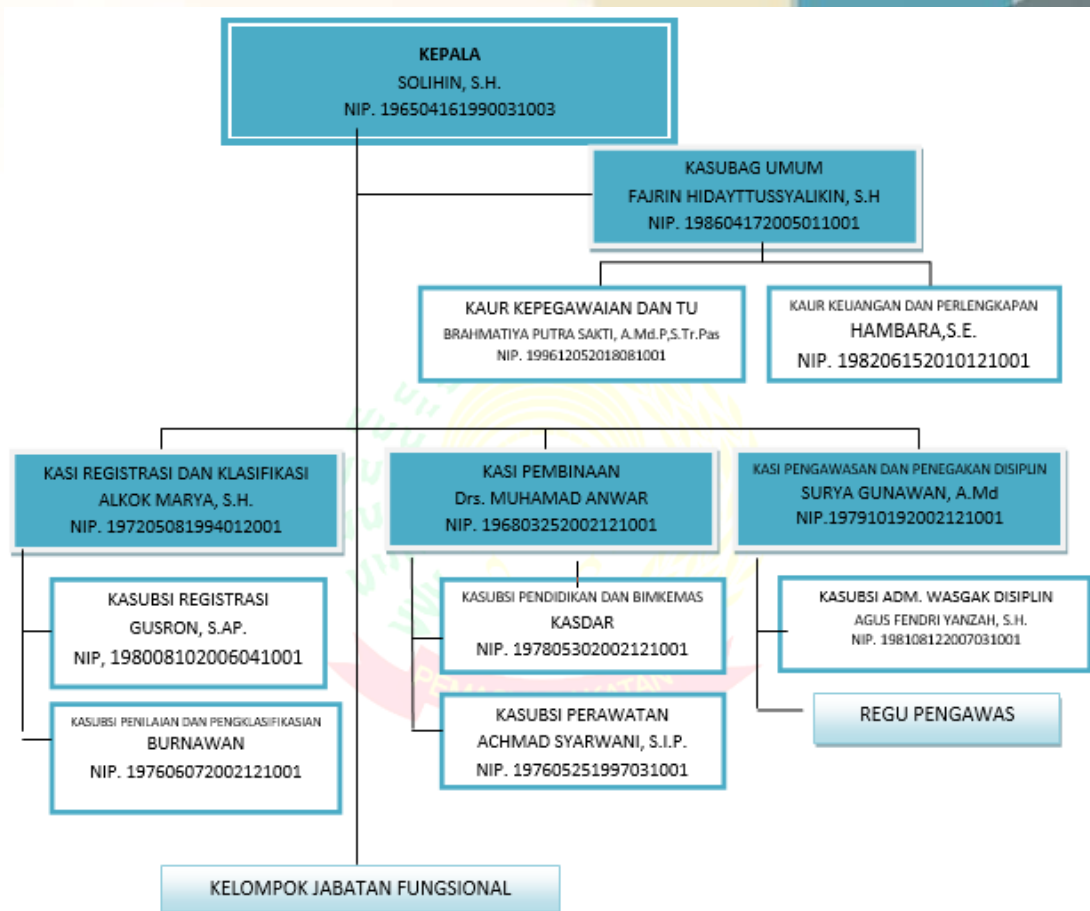 KEPALA
SOLIHIN, S.H.
NIP. 196504161990031003
KASUBAG UMUM
FAJRIN HIDAYTTUSSYALIKIN, S.H
NIP. 198604172005011001
KAUR KEPEGAWAIAN DAN TU
BRAHMATIYA PUTRA SAKTI, A.Md.P,S.Tr.Pas
NIP. 199612052018081001
KAUR KEUANGAN DAN PERLENGKAPAN
HAMBARA,S.E.
NIP. 198206152010121001
KASI REGISTRASI DAN KLASIFIKASI
ALKOK MARYA, S.H.
NIP. 197205081994012001
KASI PEMBINAAN
Drs. MUHAMAD ANWAR
NIP. 196803252002121001
KASI PENGAWASAN DAN PENEGAKAN DISIPLIN
SURYA GUNAWAN, A.Md
NIP.197910192002121001
KASUBSI REGISTRASI
GUSRON, S.AP.
NIP, 198008102006041001
KASUBSI PENDIDIKAN DAN BIMKEMAS
KASDAR
NIP. 197805302002121001
KASUBSI ADM. WASGAK DISIPLIN
AGUS FENDRI YANZAH, S.H.
NIP. 198108122007031001
KASUBSI PENILAIAN DAN PENGKLASIFIKASIAN
BURNAWAN
NIP. 197606072002121001
KASUBSI PERAWATAN
ACHMAD SYARWANI, S.I.P.
NIP. 197605251997031001
REGU PENGAWAS
KELOMPOK JABATAN FUNGSIONAL